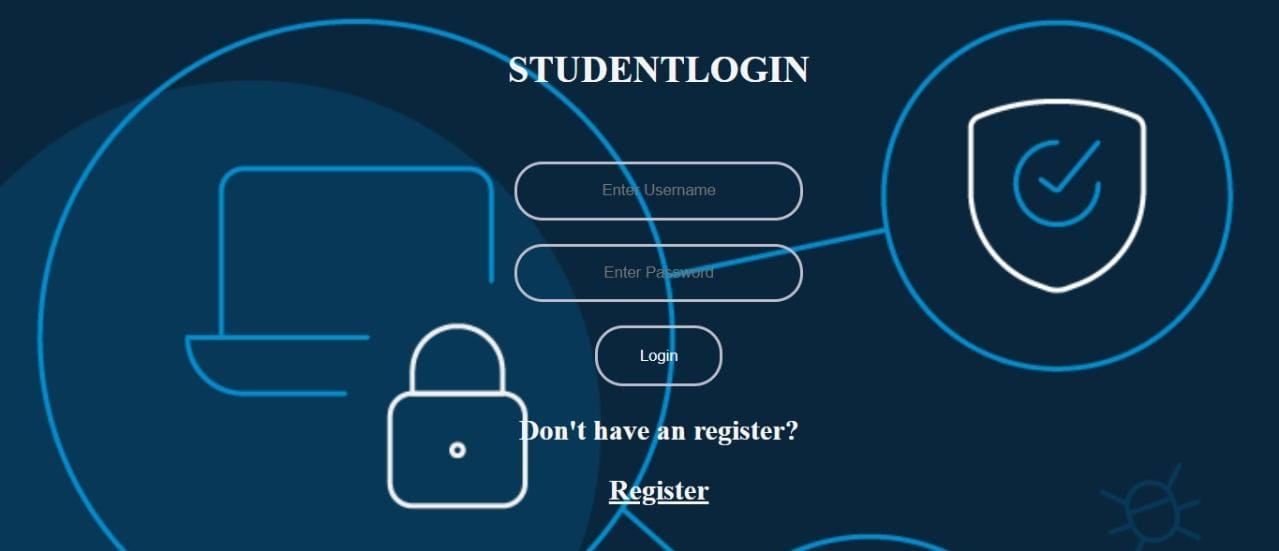 STUDENTLOGIN
Enter Username
Enter Password
Login
Don't have an register?
Register